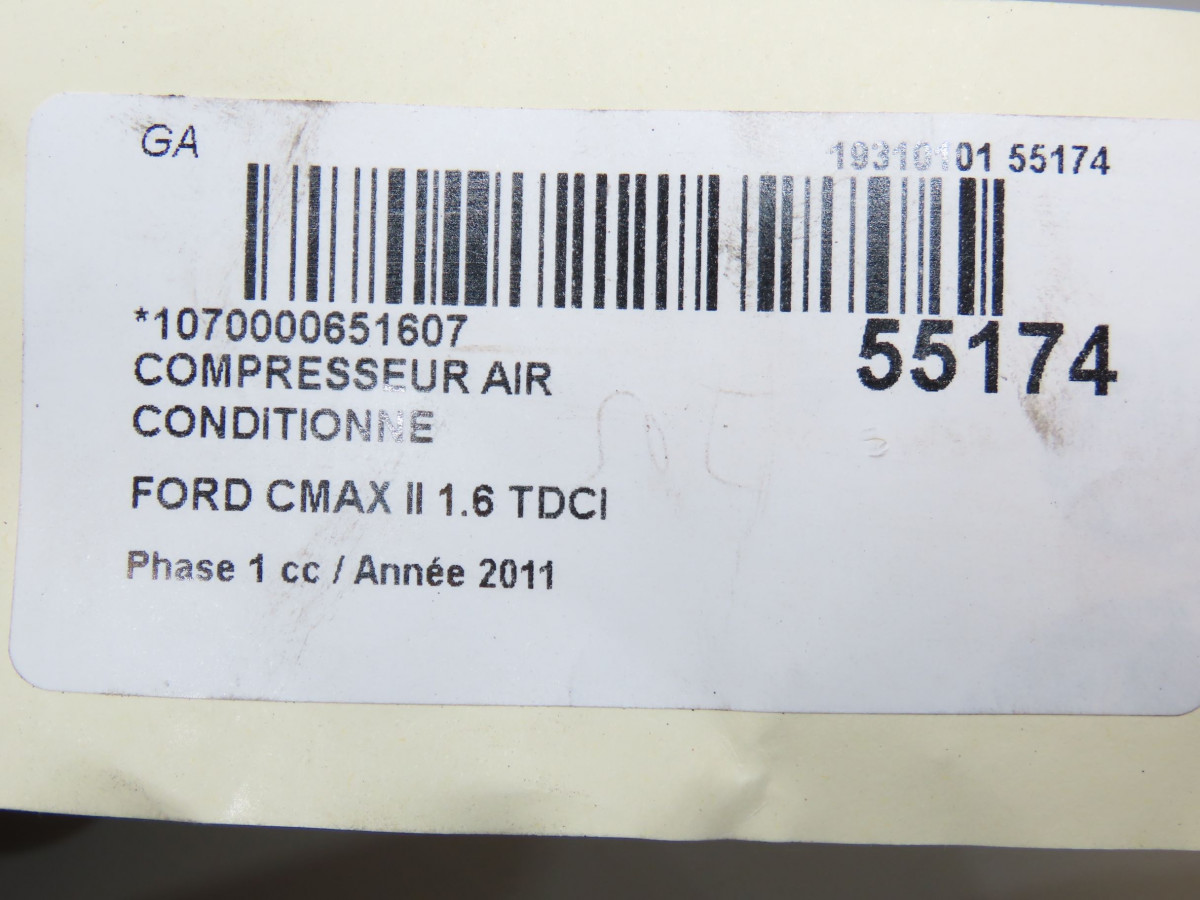 GA
19310101 55174
*1070000651607
55174
COMPRESSEUR AIR
CONDITIONNE
FORD CMAX II 1.6 TDCI
Phase 1 cc / Année 2011